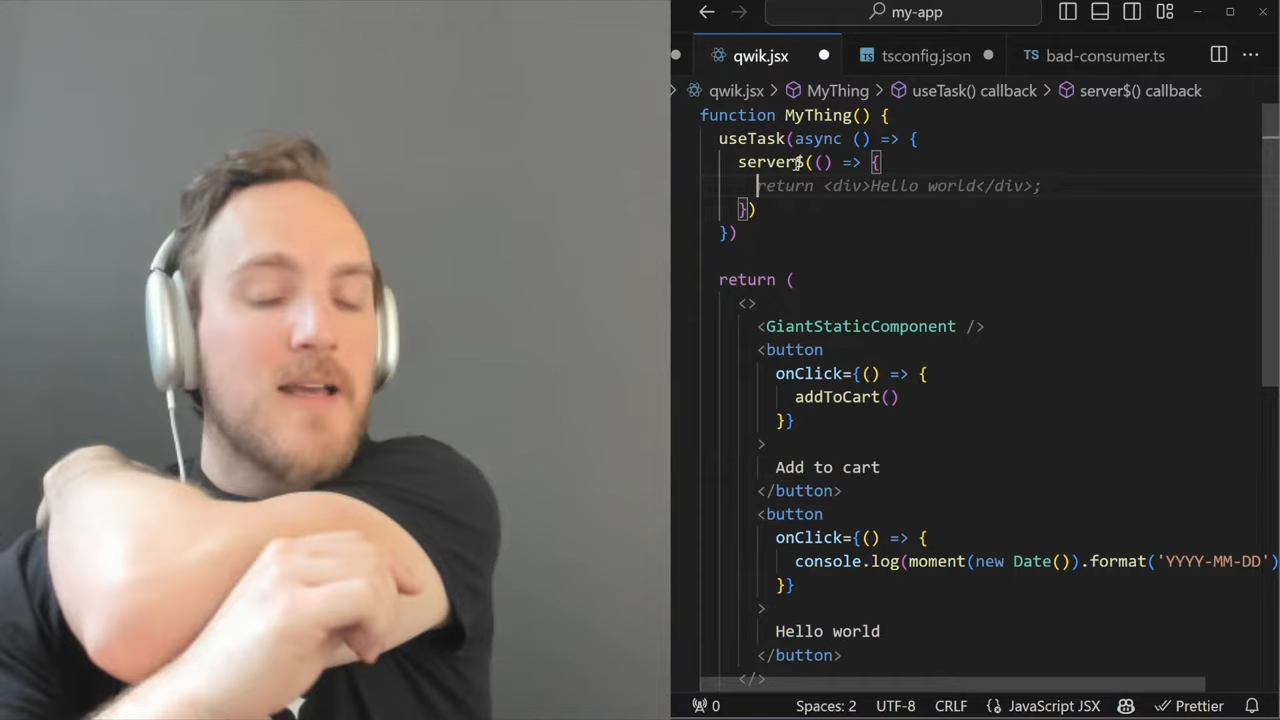 my-app
qwik.jsx
tsconfig.json
TS bad-consumer.ts
qwik.jsx > MyThing > useTask() callback > server$() callback
function MyThing() {
useTask(async () => {
server$(() => {
return <div>Hello world</div>;
})
})
return (
<>
<GiantStaticComponent />
<button
onClick={() => {
addToCart()
}}
>
Add to cart
</button>
<button
onClick={() => {
console.log(moment(new Date()).format('YYYY-MM-DD')
}}
>
Hello world
</button>
</>
0 Spaces: 2 UTF-8 CRLF JavaScript JSX Prettier